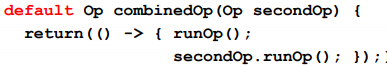 default Op combinedOp(Op secondOp) {
return(() -> { runOp();
secondOp.runOp(); });}